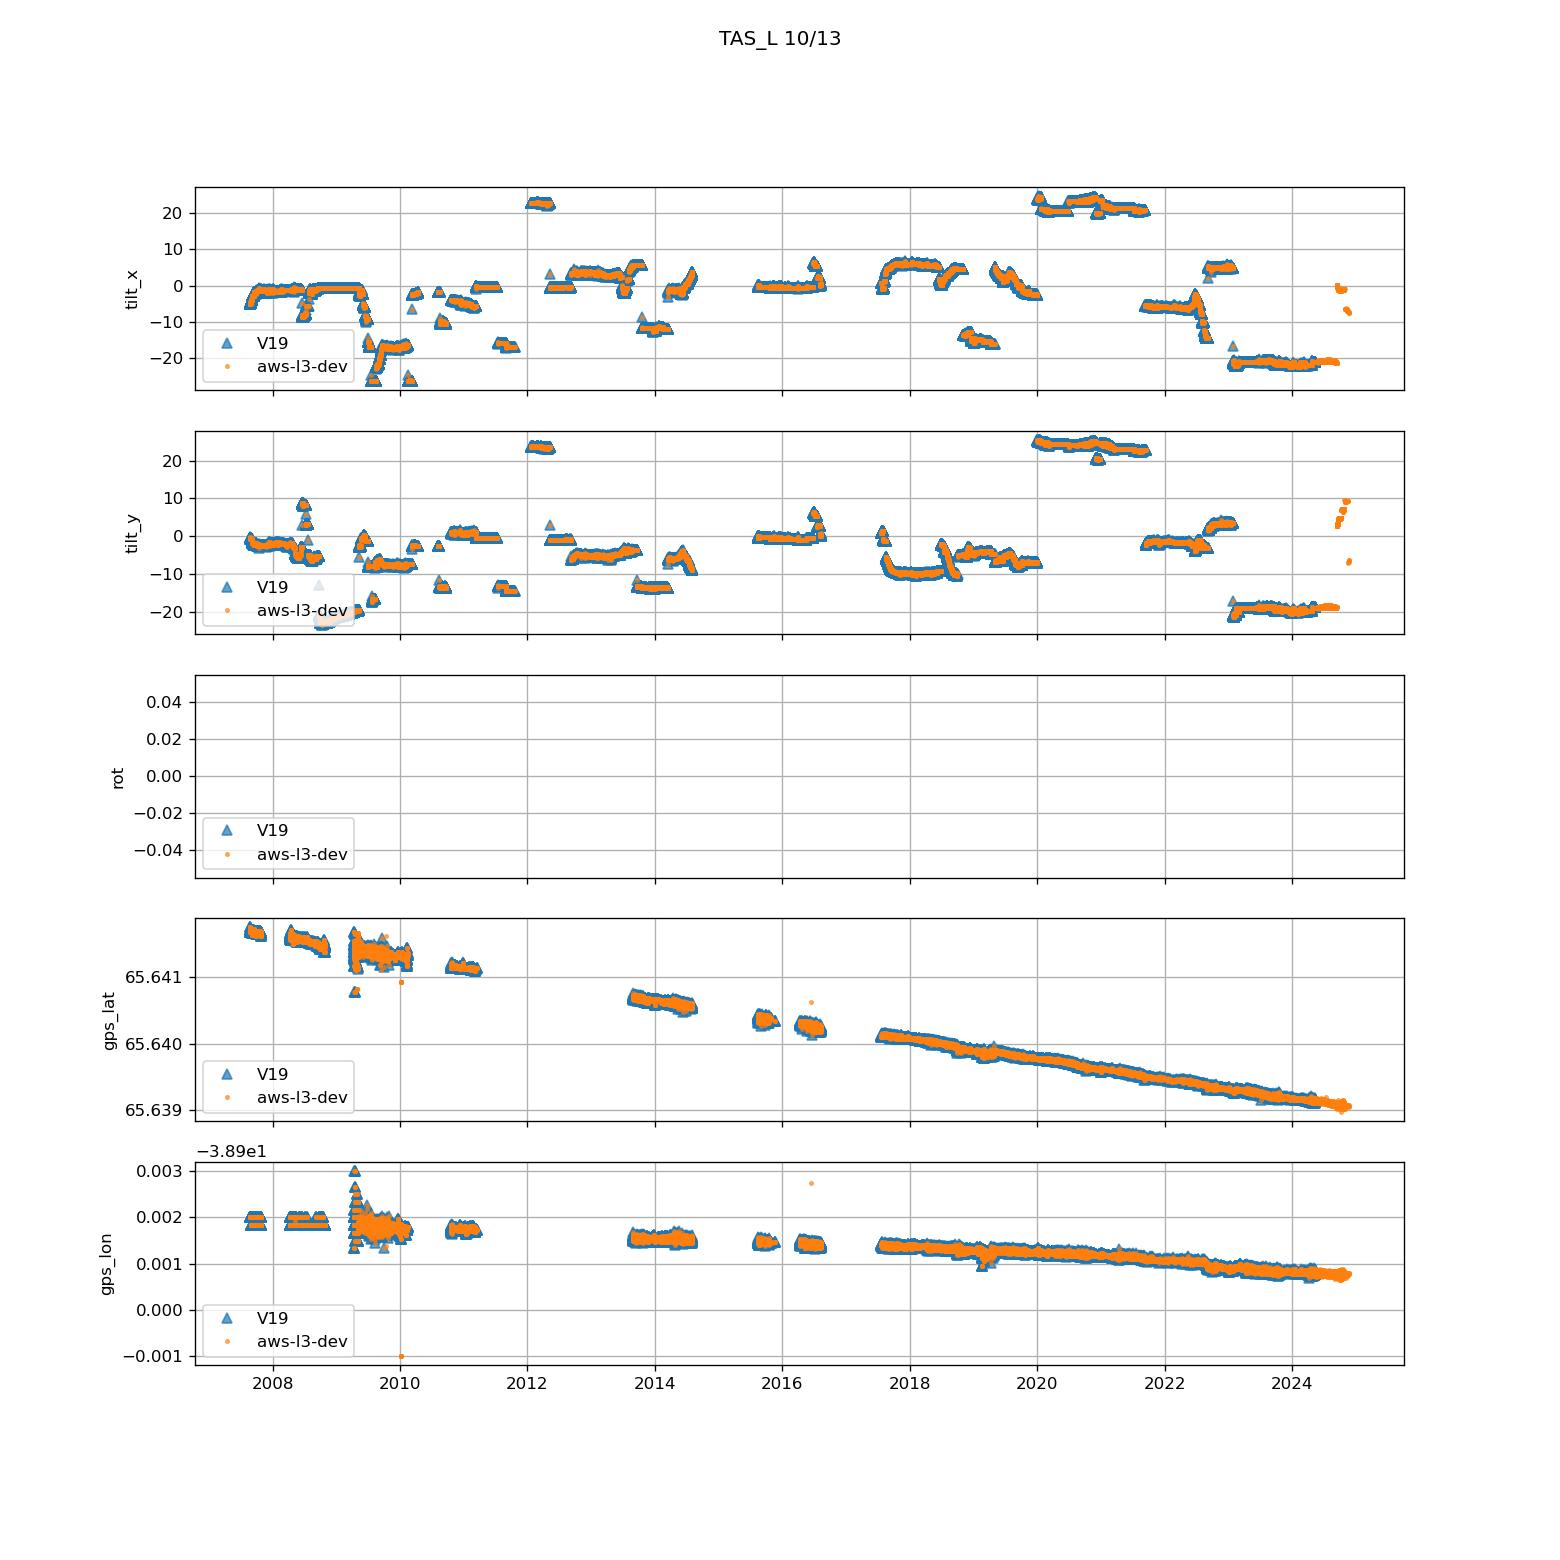 TAS_L 10/13
20
10
0
−10
−20
tilt_x
V19
aws-l3-dev
20
10
0
−10
−20
tilt_y
V19
aws-l3-dev
0.04
0.02
0.00
−0.02
−0.04
rot
V19
aws-l3-dev
65.641
65.640
65.639
gps_lat
V19
aws-l3-dev
−3.89e1
0.003
0.002
0.001
0.000
−0.001
gps_lon
V19
aws-l3-dev
2008 2010 2012 2014 2016 2018 2020 2022 2024